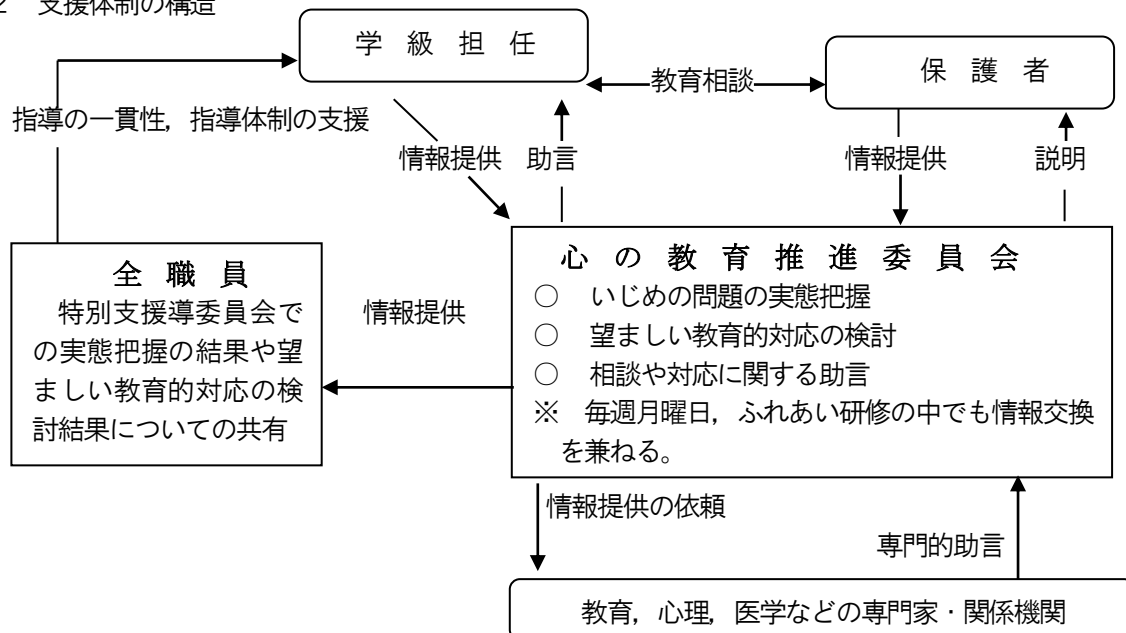 2　支援体制の構造
学　級　担　任
保　護　者
教育相談
指導の一貫性，指導体制の支援
情報提供
助言
情報提供
説明
全　職　員
特別支援導委員会で
の実態把握の結果や望
ましい教育的対応の検
討結果についての共有
情報提供
心　の　教　育　推　進　委　員　会
○　いじめの問題の実態把握
○　望ましい教育的対応の検討
○　相談や対応に関する助言
※　毎週月曜日，ふれあい研修の中でも情報交換
を兼ねる。
情報提供の依頼
専門的助言
教育，心理，医学などの専門家・関係機関